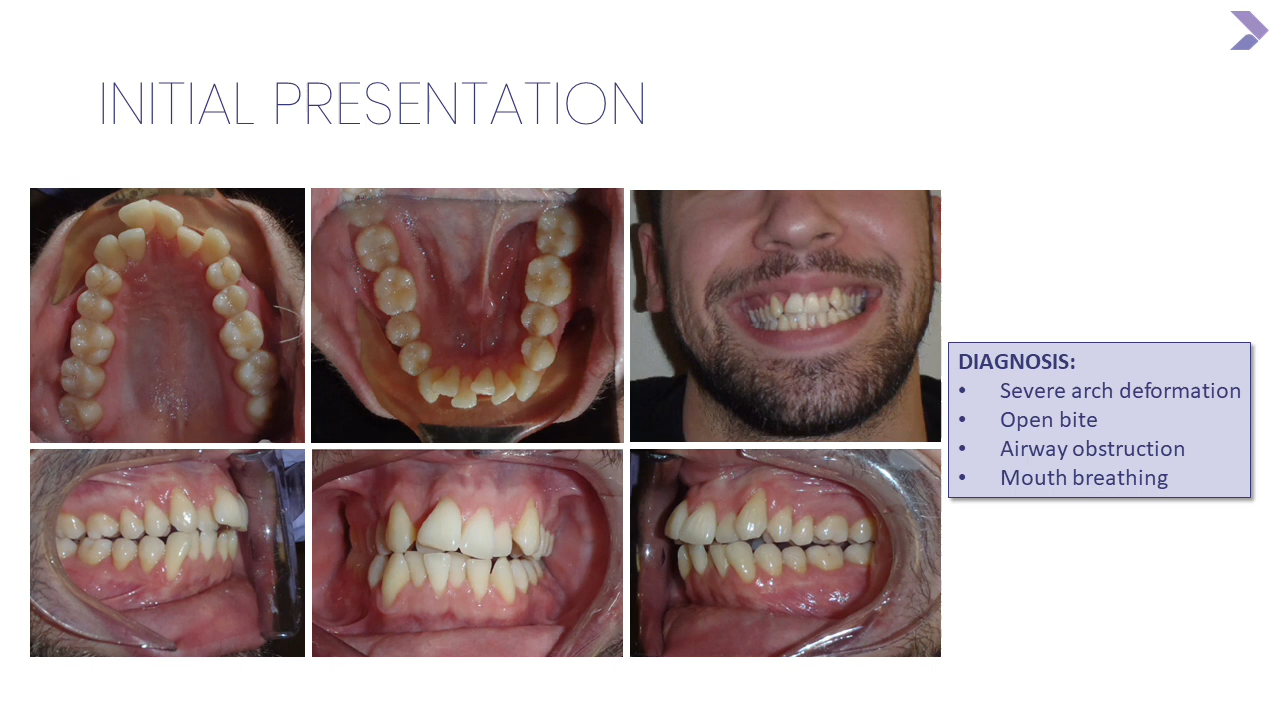 INITIAL PRESENTATION
DIAGNOSIS:
• Severe arch deformation
• Open bite
• Airway obstruction
• Mouth breathing